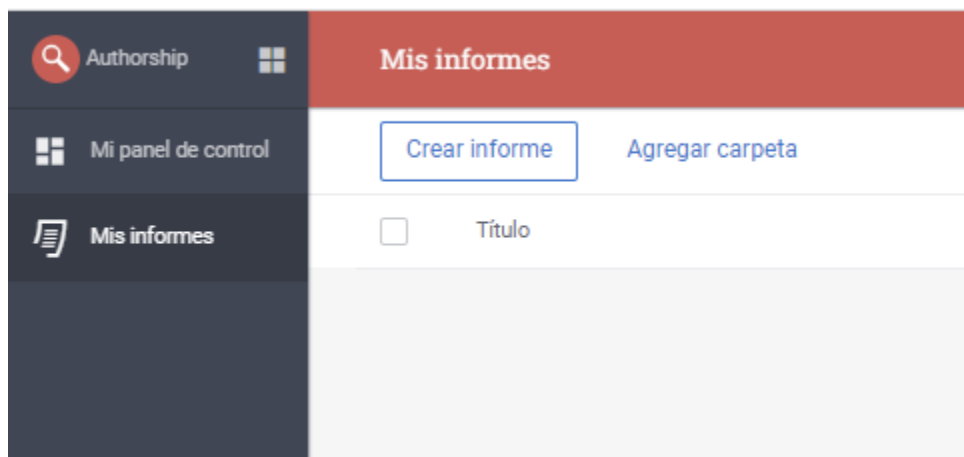 Authorship
Mis informes
Mi panel de control
Crear informe
Agregar carpeta
Mis informes
Título